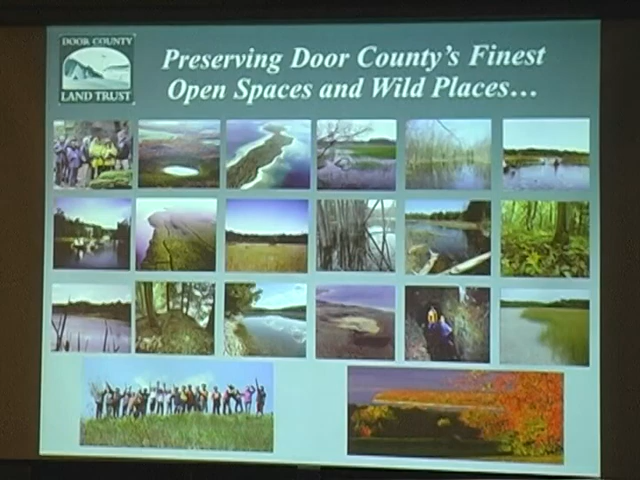 DOOR COUNTY
LAND TRUST
Preserving Door County's Finest
Open Spaces and Wild Places...